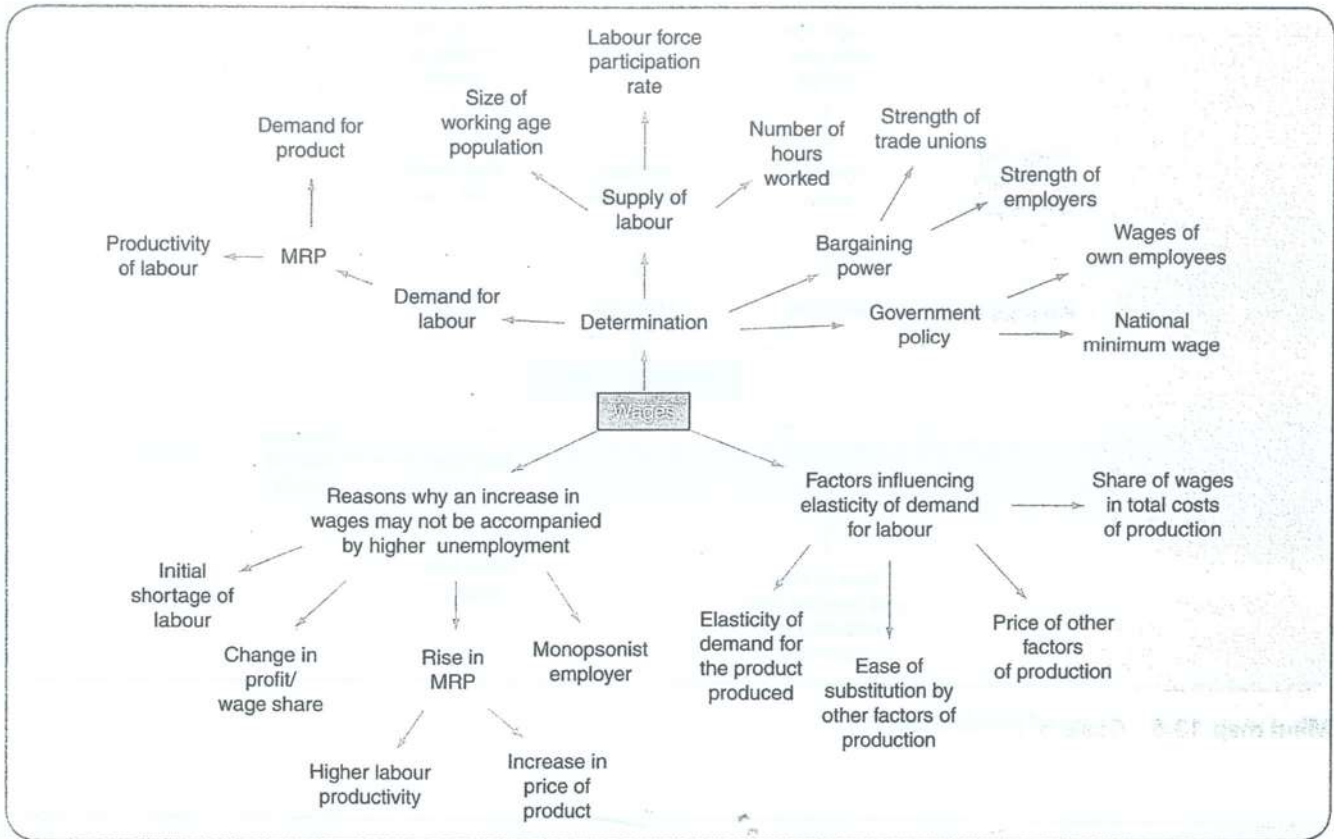 Labour force
participation
rate
Size of
working age
population
Number of
hours
worked
Strength of
trade unions
Demand for
product
Strength of
employers
Supply of
labour
Productivity
of labour
MRP
Bargaining
power
Wages of
own employees
Demand for
labour
Determination
Government
policy
National
minimum wage
Wages
Reasons why an increase in
wages may not be accompanied
by higher unemployment
Factors influencing
elasticity of demand
for labour
Share of wages
in total costs
of production
Initial
shortage of
labour
Change in
profit/
wage share
Rise in
MRP
Monopsonist
employer
Elasticity of
demand for
the product
produced
Ease of
substitution by
other factors of
production
Price of other
factors
of production
Higher labour
productivity
Increase in
price of
product